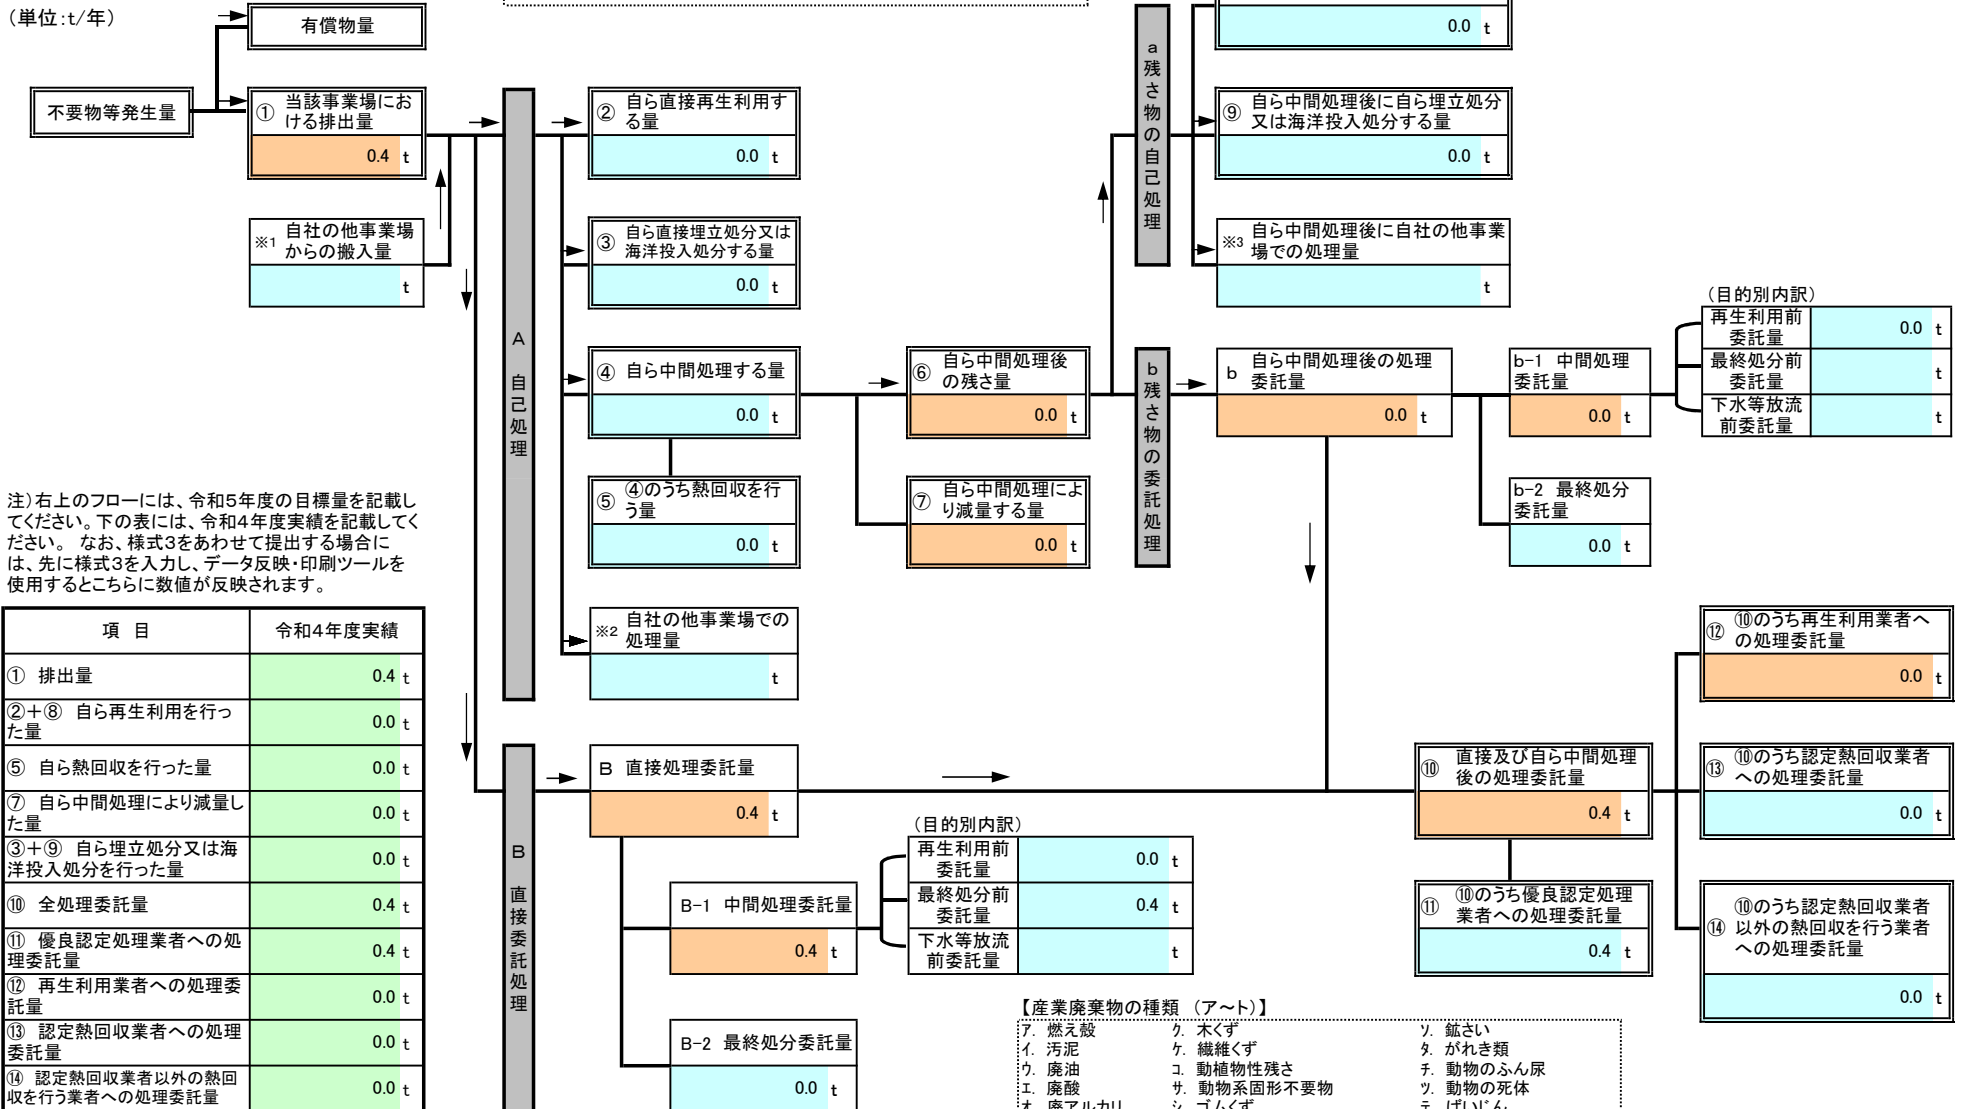 （単位:t/年）
有償物量
不要物等発生量
① 当該事業場にお
ける排出量
0.4 t
※1 自社の他事業場
からの搬入量
t
A 自己処理
② 自ら直接再生利用す
る量
0.0 t
③ 自ら直接埋立処分又は
海洋投入処分する量
0.0 t
④ 自ら中間処理する量
0.0 t
⑤ ④のうち熱回収を行
う量
0.0 t
※2 自社の他事業場での
処理量
t
⑥ 自ら中間処理後
の残さ量
0.0 t
⑦ 自ら中間処理によ
り減量する量
0.0 t
a残さ物の自己処理
0.0 t
⑨ 自ら中間処理後に自ら埋立処分
又は海洋投入処分する量
0.0 t
※3 自ら中間処理後に自社の他事業
場での処理量
t
b残さ物の委託処理
b 自ら中間処理後の処理
委託量
0.0 t
b-1 中間処理
委託量
0.0 t
b-2 最終処分
委託量
0.0 t
（目的別内訳）
再生利用前
委託量
0.0 t
最終処分前
委託量
t
下水等放流
前委託量
t
注）右上のフローには、令和5年度の目標量を記載し
てください。下の表には、令和4年度実績を記載してく
ださい。 なお、様式3をあわせて提出する場合に
は、先に様式3を入力し、データ反映・印刷ツールを
使用するとこちらに数値が反映されます。
項 目 令和4年度実績
① 排出量 0.4 t
②＋⑧ 自ら再生利用を行っ
た量
0.0 t
⑤ 自ら熱回収を行った量 0.0 t
⑦ 自ら中間処理により減量し
た量
0.0 t
③＋⑨ 自ら埋立処分又は海
洋投入処分を行った量
0.0 t
⑩ 全処理委託量 0.4 t
⑪ 優良認定処理業者への処
理委託量
0.4 t
⑫ 再生利用業者への処理委
託量
0.0 t
⑬ 認定熱回収業者への処理
委託量
0.0 t
⑭ 認定熱回収業者以外の熱回
収を行う業者への処理委託量
0.0 t
B 直接委託処理
B 直接処理委託量
0.4 t
B-1 中間処理委託量
0.4 t
B-2 最終処分委託量
0.0 t
（目的別内訳）
再生利用前
委託量
0.0 t
最終処分前
委託量
0.4 t
下水等放流
前委託量
t
⑩ 直接及び自ら中間処理
後の処理委託量
0.4 t
⑪ ⑩のうち優良認定処理
業者への処理委託量
0.4 t
⑫ ⑩のうち再生利用業者へ
の処理委託量
0.0 t
⑬ ⑩のうち認定熱回収業者
への処理委託量
0.0 t
⑭ ⑩のうち認定熱回収業者
以外の熱回収を行う業者
への処理委託量
0.0 t
【産業廃棄物の種類 （ア～ト）】
ア. 燃え殻 ク. 木くず ソ. 鉱さい
イ. 汚泥 ケ. 繊維くず タ. がれき類
ウ. 廃油 コ. 動植物性残さ チ. 動物のふん尿
エ. 廃酸 サ. 動物系固形不要物 ツ. 動物の死体
オ. 廃アルカリ シ. ゴムくず テ. ばいじん